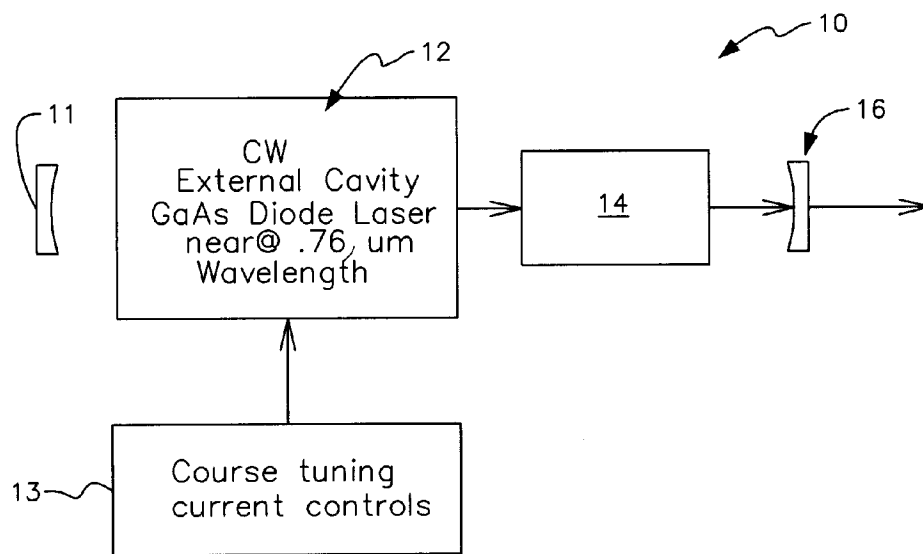 10
12
11
16
CW
External Cavity
GaAs Diode Laser
near@ .76, um
Wavelength
14
13
Course tuning
current controls